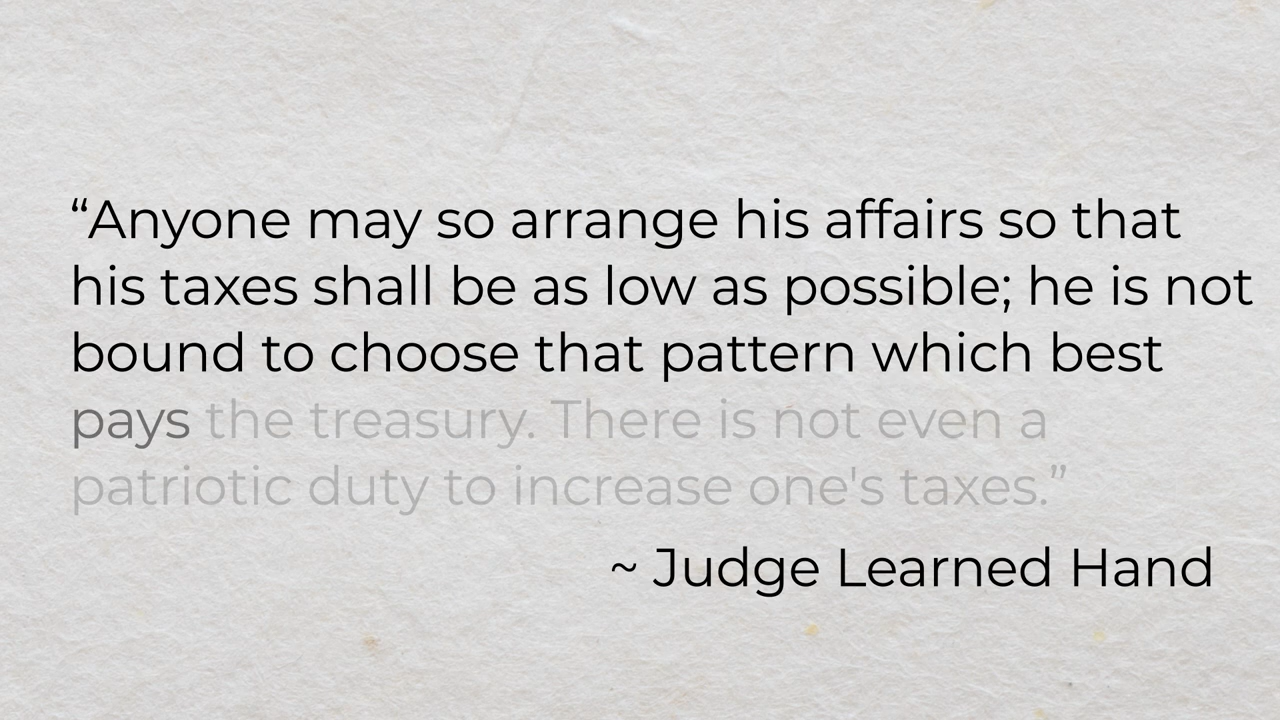 “Anyone may so arrange his affairs so that
his taxes shall be as low as possible; he is not
bound to choose that pattern which best
pays the treasury. There is not even a
patriotic duty to increase one's taxes.”
~ Judge Learned Hand